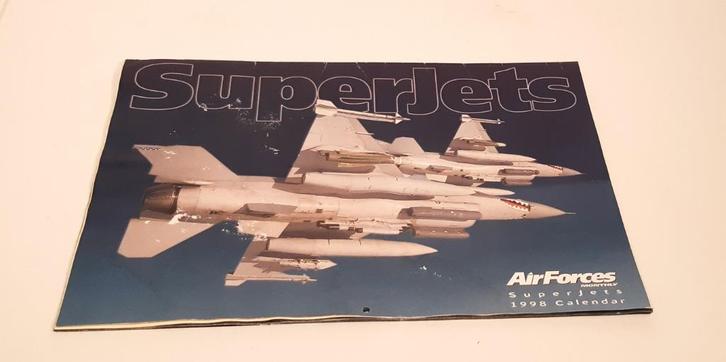 SuperJets
AirForces
MONTHLY
SuperJets
1998 Calendar